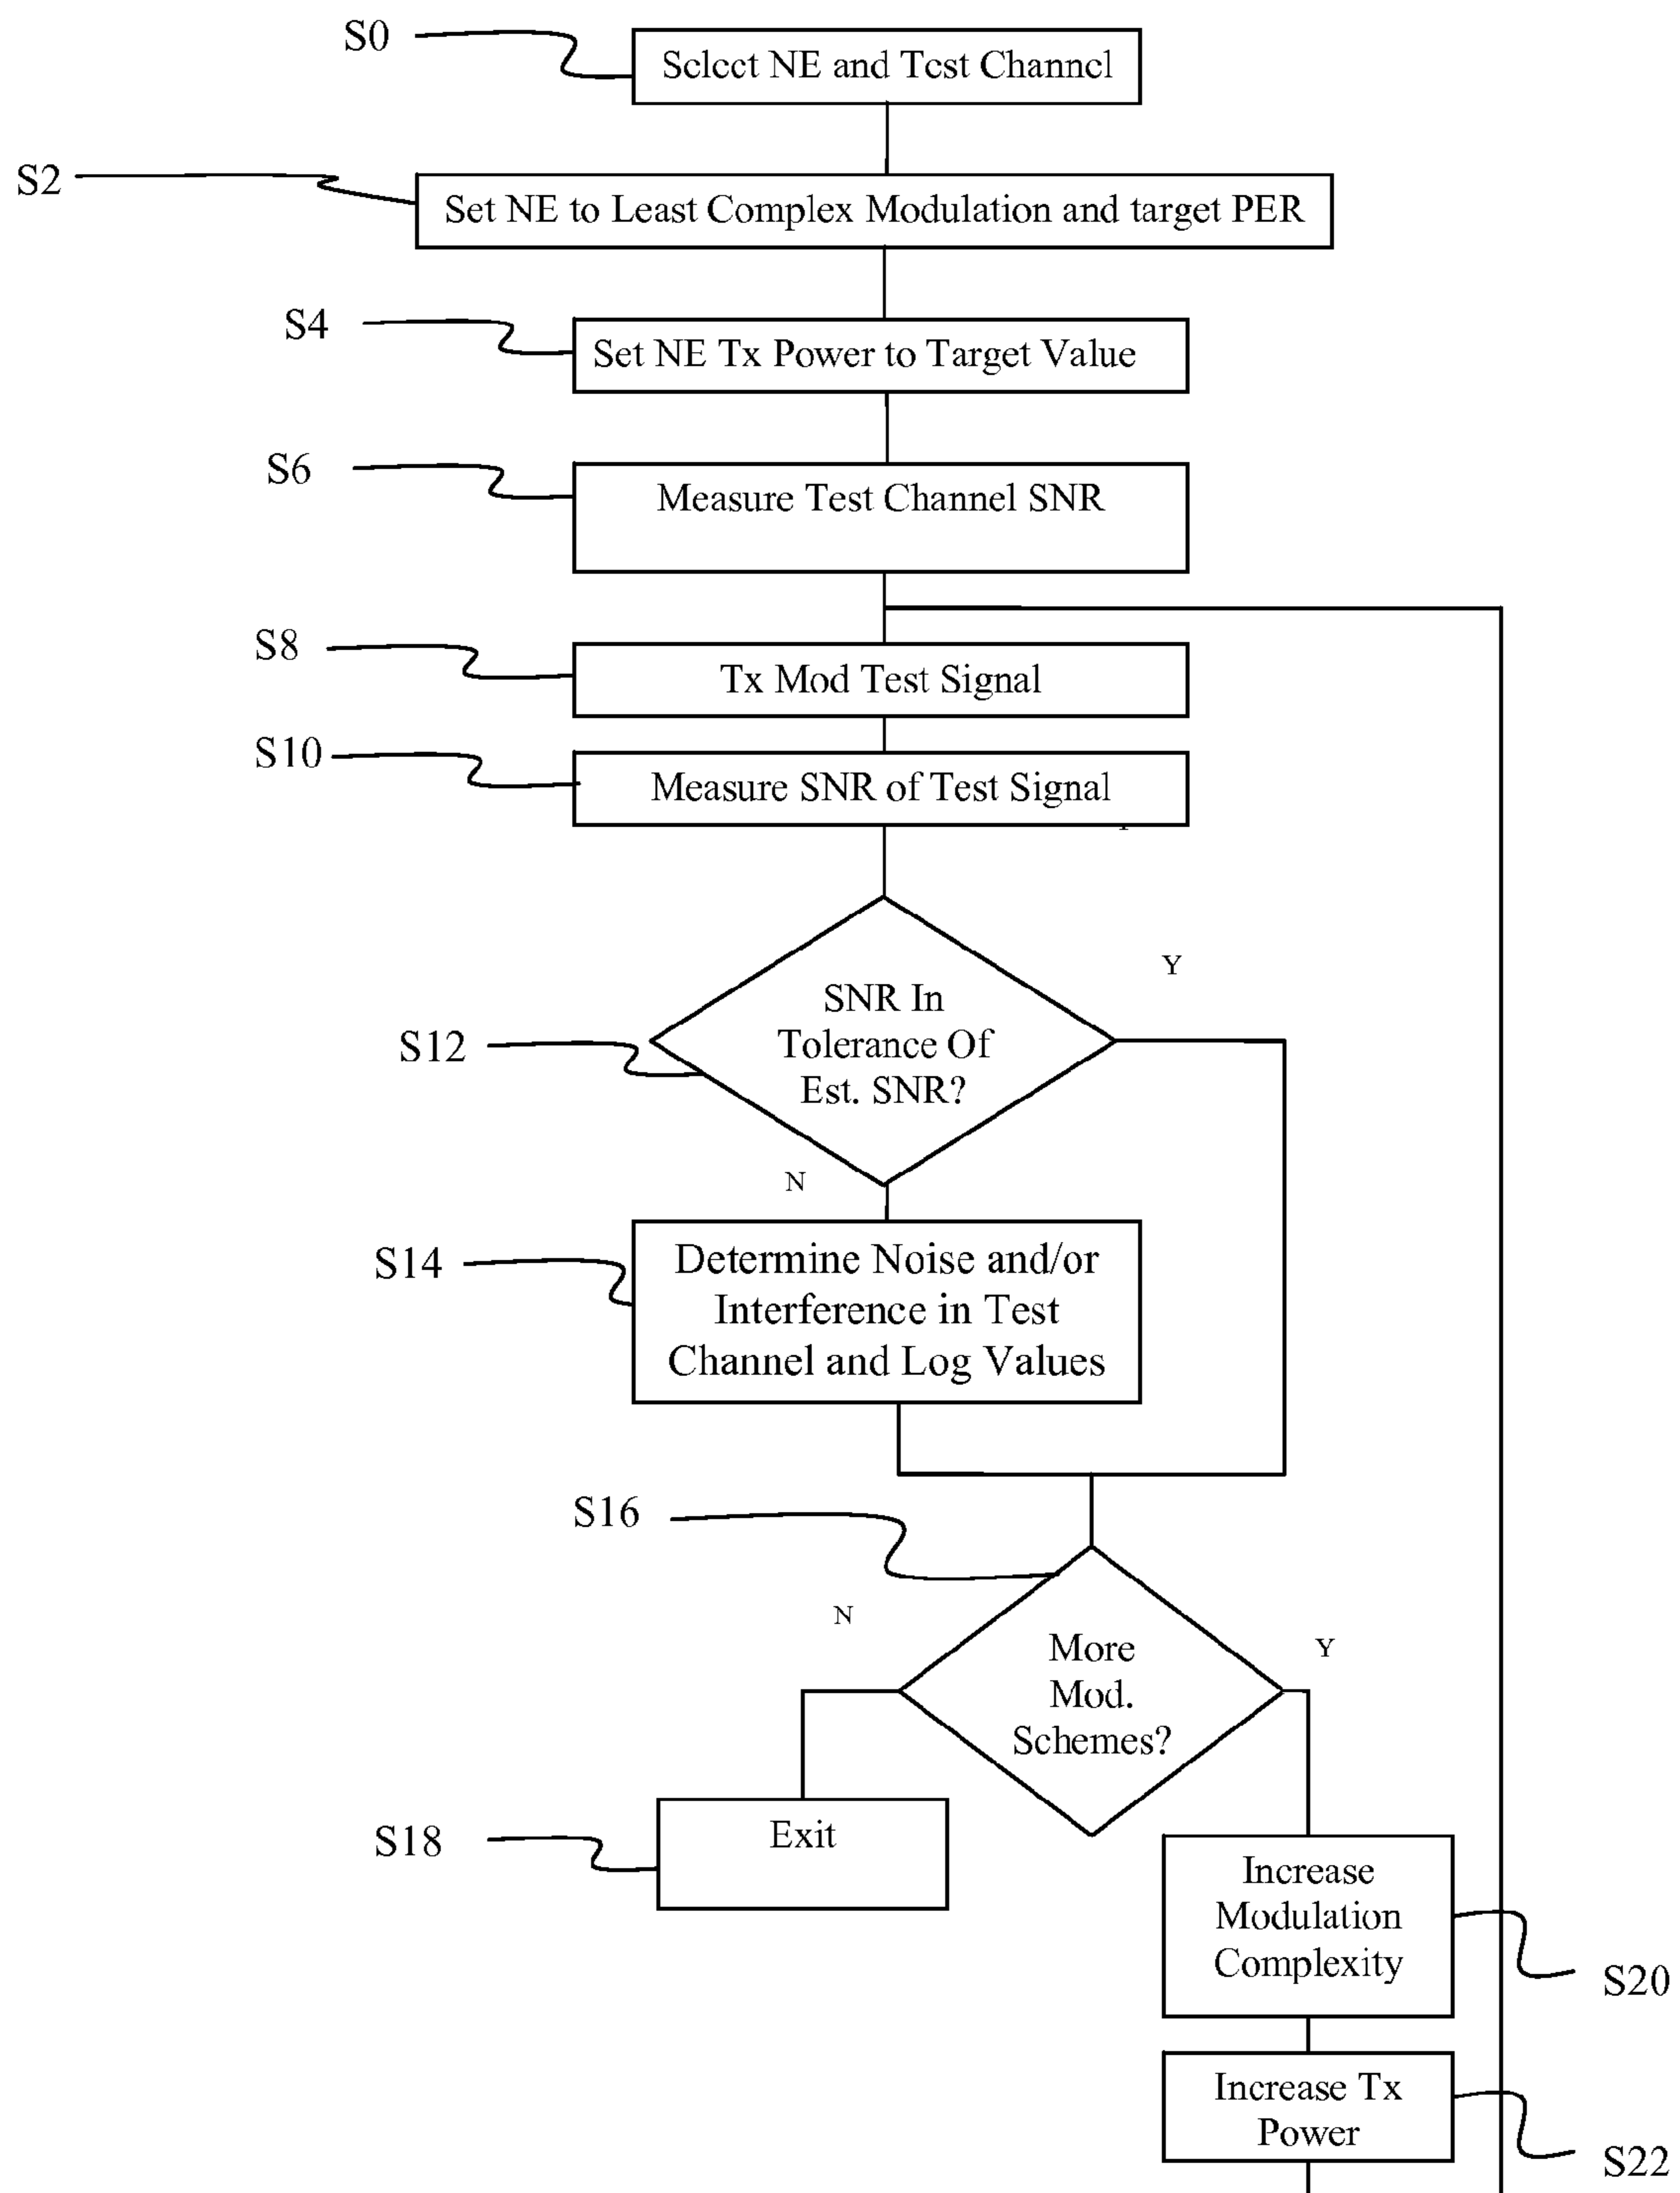 S0
Select NE and Test Channel
S2
Set NE to Least Complex Modulation and target PER
S4
Set NE Tx Power to Target Value
S6
Measure Test Channel SNR
S8
Tx Mod Test Signal
S10
Measure SNR of Test Signal
Y
SNR In
Tolerance Of
Est. SNR?
S12
N
S14
Determine Noise and/or
Interference in Test
Channel and Log Values
S16
N
More
Mod.
Schemes?
Y
S18
Exit
Increase
Modulation
Complexity
S20
Increase Tx
Power
S22